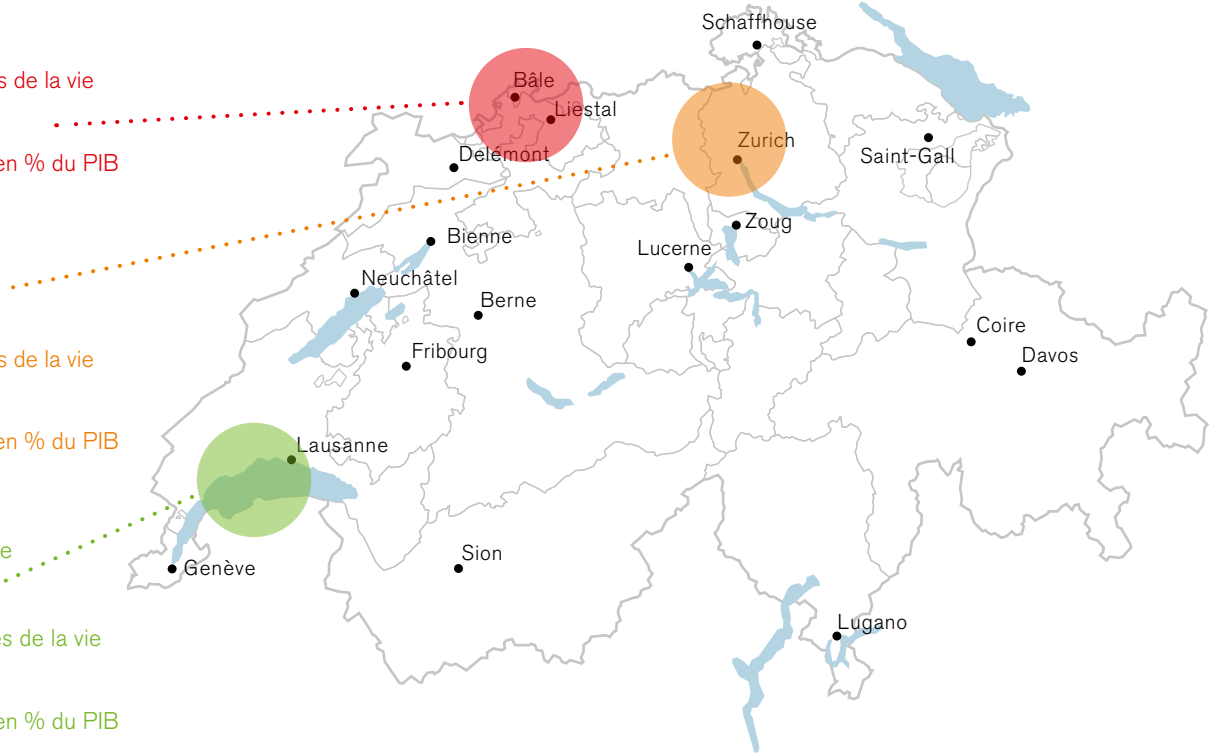 s de la vie
en % du PIB
s de la vie
en % du PIB
e
es de la vie
en % du PIB
Schaffhouse
Bâle
Liestal
Delémont
Zurich
Saint-Gall
Bienne
Zoug
Lucerne
Neuchâtel
Berne
Coire
Fribourg
Davos
Lausanne
Sion
Genève
Lugano